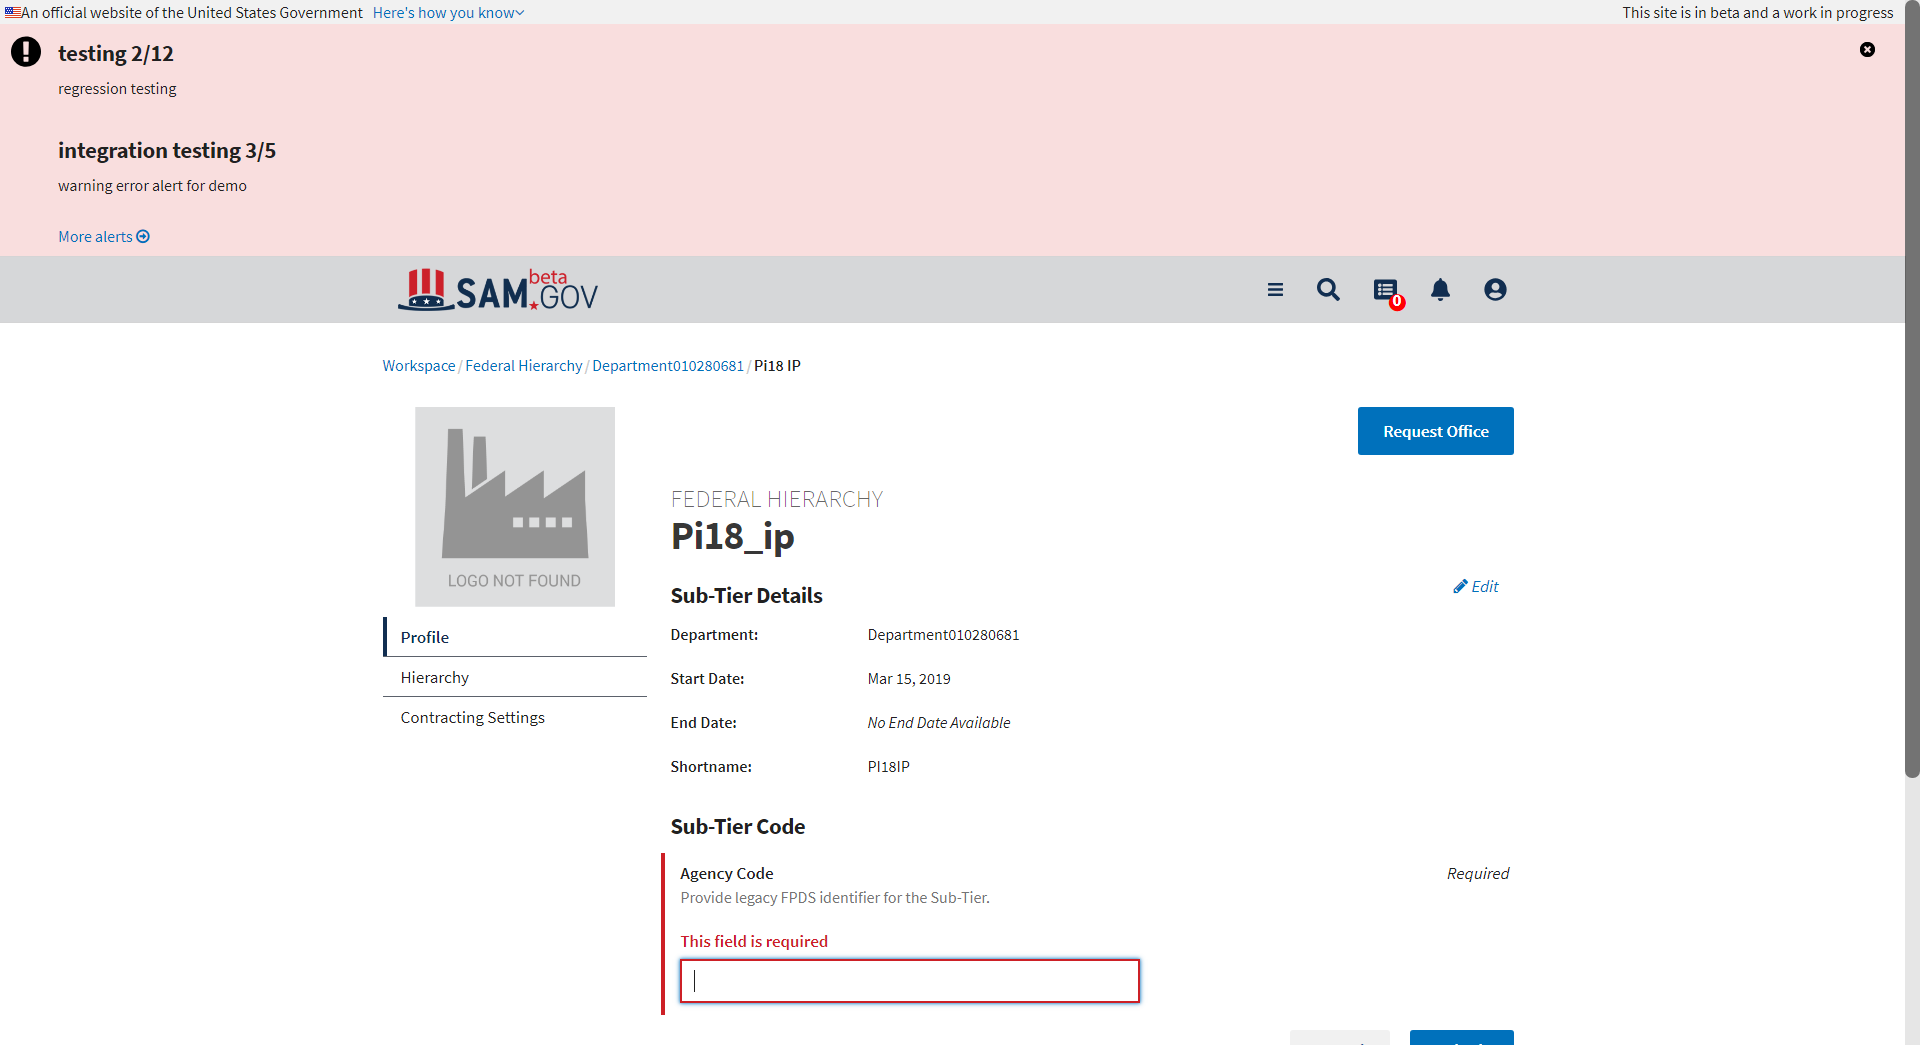 An official website of the United States Government Here's how you know
This site is in beta and a work in progress
testing 2/12
regression testing
integration testing 3/5
warning error alert for demo
More alerts
SAM beta .GOV
0
Workspace / Federal Hierarchy / Department010280681 / Pi18 IP
LOGO NOT FOUND
Request Office
FEDERAL HIERARCHY
Pi18_ip
Sub-Tier Details
Edit
Profile
Hierarchy
Contracting Settings
Department: Department010280681
Start Date: Mar 15, 2019
End Date: No End Date Available
Shortname: PI18IP
Sub-Tier Code
Agency Code
Required
Provide legacy FPDS identifier for the Sub-Tier.
This field is required